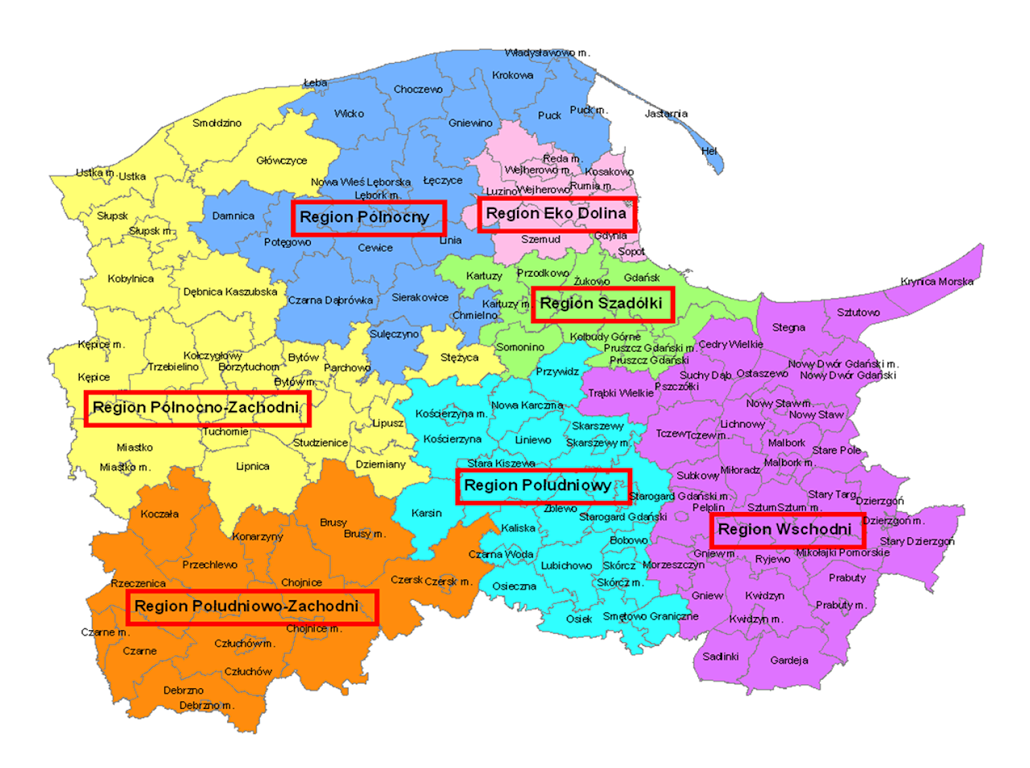 Władysławowo m.
Krokowa
Łeba
Choczewo
Wicko
Puck m.
Puck
Jastarnia
Smołdzino
Gniewino
Hel
Główczyce
Reda m.
Wejherowo m.
Kosakowo
Ustka m.
Ustka
Nowa Wieś Lęborska
Łęczyce
Luzino
Wejherowo
Rumia m.
Lębork m.
Słupsk
Damnica
Region Północny
Region Eko Dolina
Słupsk m.
Potęgowo
Cewice
Linia
Szemud
Gdynia
Sopot
Kobylnica
Kartuzy
Przodkowo
Żukowo
Gdańsk
Krynica Morska
Dębnica Kaszubska
Czarna Dąbrówka
Sierakowice
Kartuzy m.
Region Szadółki
Chmielno
Sztutowo
Stegna
Sulęczyno
Kolbudy Górne
Kępice m.
Somonino
Pruszcz Gdański m.
Cedry Wielkie
Kołczygłowy
Bytów
Stężyca
Pruszcz Gdański
Trzebielino
Borzytuchom
Parchowo
Przywidz
Suchy Dąb
Ostaszewo
Nowy Dwór Gdański m.
Kępice
Bytów m.
Pszczółki
Nowy Dwór Gdański
Trąbki Wielkie
Region Północno-Zachodni
Nowa Karczma
Nowy Staw m.
Kościerzyna m.
Nowy Staw
Lipusz
Skarszewy
Lichnowy
Tuchomie
Kościerzyna
Liniewo
Skarszewy m.
Tczew
Tczew m.
Malbork
Studzienice
Miastko
Stare Pole
Miastko m.
Lipnica
Dziemiany
Stara Kiszewa
Miłoradz
Malbork m.
Subkowy
Region Południowy
Starogard Gdański m.
Stary Targ
Dzierzgoń
Koczała
Karsin
Zblewo
Pelplin
Sztum
Sztum m.
Starogard Gdański
Dzierzgoń m.
Brusy
Kaliska
Region Wschodni
Brusy m.
Konarzyny
Bobowo
Stary Dzierzgoń
Czarna Woda
Gniew m.
Mikołajki Pomorskie
Przechlewo
Lubichowo
Skórcz
Morzeszczyn
Ryjewo
Rzeczenica
Chojnice
Czersk
Czersk m.
Osieczna
Skórcz m.
Prabuty
Region Południowo-Zachodni
Gniew
Kwidzyn
Prabuty m.
Osiek
Smętowo Graniczne
Kwidzyn m.
Czarne m.
Chojnice m.
Człuchów m.
Czarne
Sadlinki
Gardeja
Człuchów
Debrzno
Debrzno m.